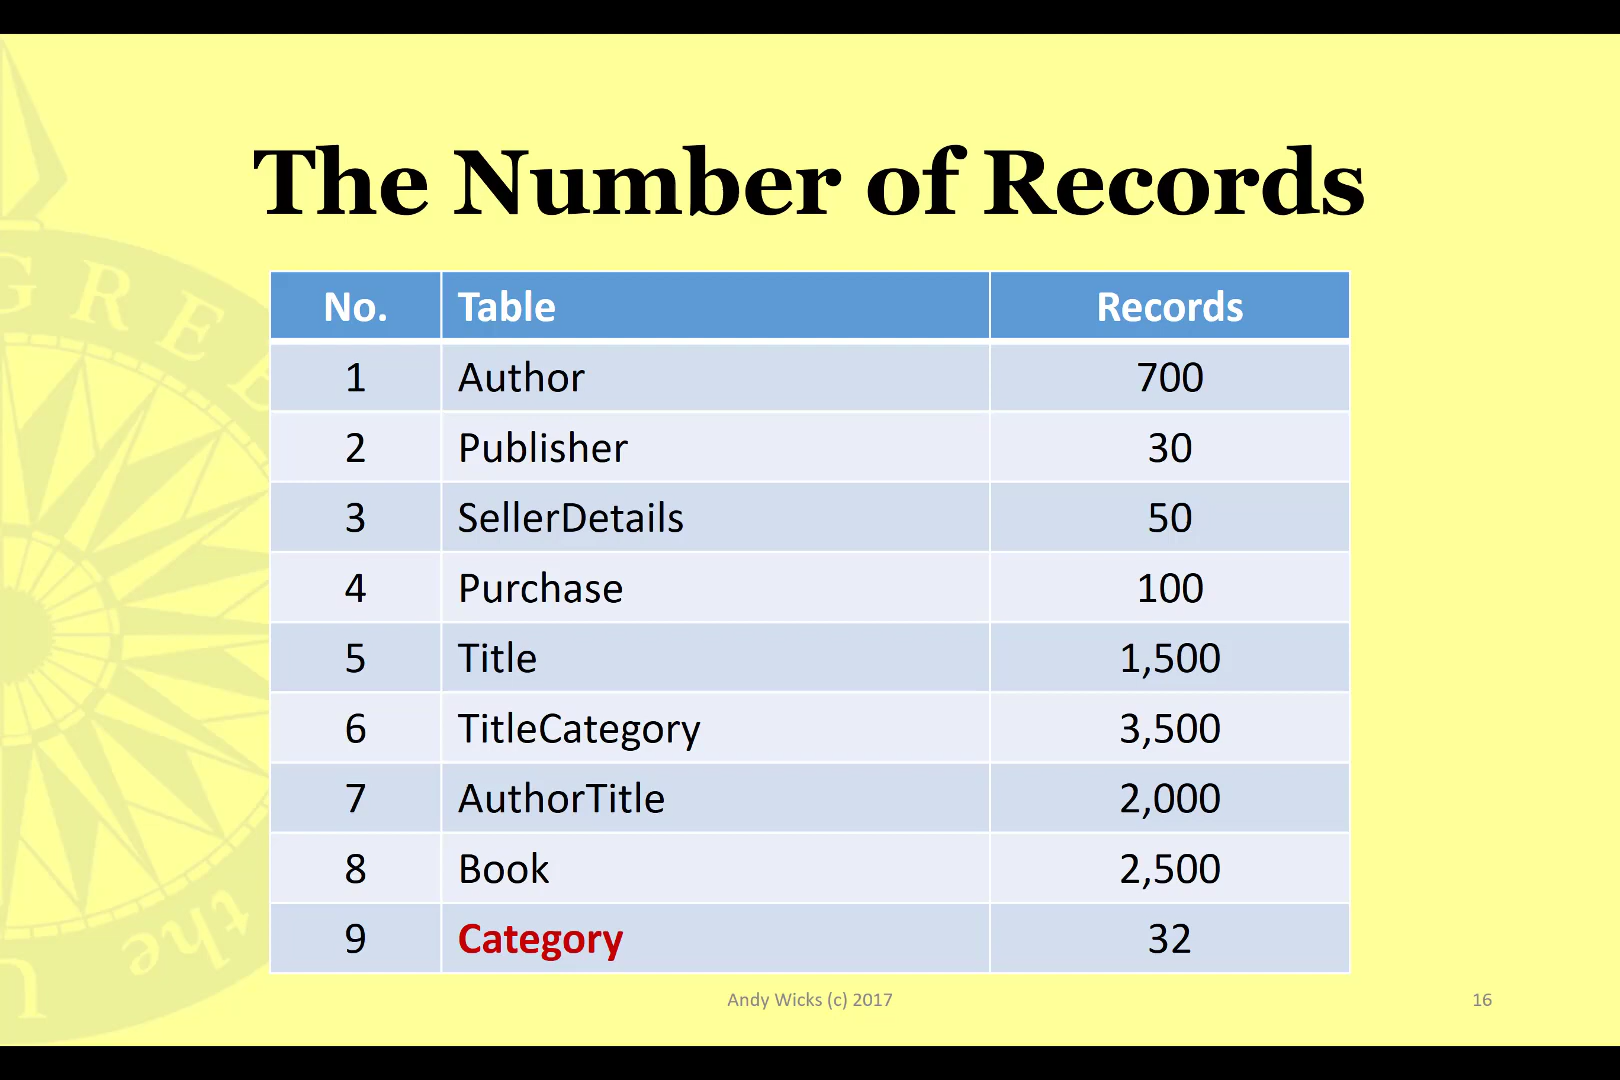 The Number of Records
No. Table Records
1 Author 700
2 Publisher 30
3 SellerDetails 50
4 Purchase 100
5 Title 1,500
6 TitleCategory 3,500
7 AuthorTitle 2,000
8 Book 2,500
9 Category 32
Andy Wicks (c) 2017 16
GREE
the
U